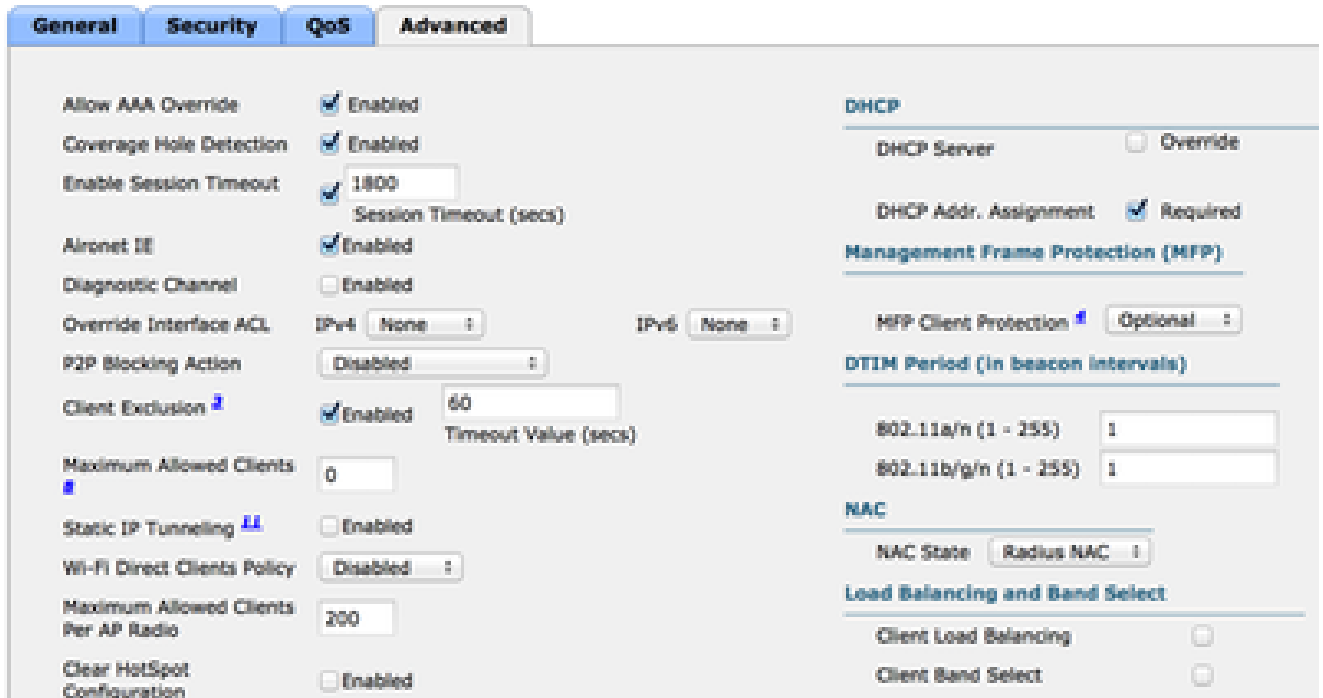 General Security QoS Advanced
Allow AAA Override Enabled
Coverage Hole Detection Enabled
Enable Session Timeout 1800
Session Timeout (secs)
Aironet IE Enabled
Diagnostic Channel Enabled
Override Interface ACL IPv4 None IPv6 None
P2P Blocking Action Disabled
Client Exclusion 3 Enabled 60
Timeout Value (secs)
Maximum Allowed Clients
8
0
Static IP Tunneling 11 Enabled
Wi-Fi Direct Clients Policy Disabled
Maximum Allowed Clients
Per AP Radio
200
Clear HotSpot
Configuration
Enabled
DHCP
DHCP Server Override
DHCP Addr. Assignment Required
Management Frame Protection (MFP)
MFP Client Protection 4 Optional
DTIM Period (in beacon intervals)
802.11a/n (1 - 255) 1
802.11b/g/n (1 - 255) 1
NAC
NAC State Radius NAC
Load Balancing and Band Select
Client Load Balancing
Client Band Select